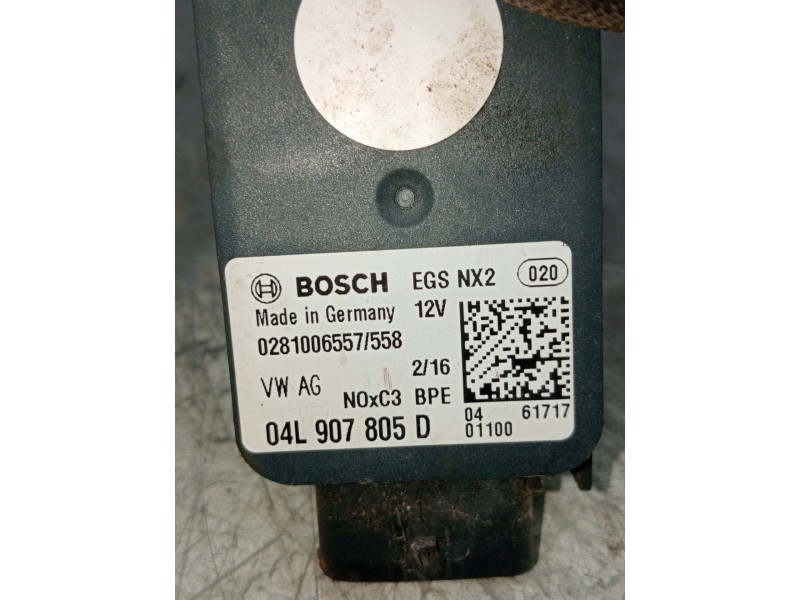 BOSCH EGS NX2 020
Made in Germany 12V
0281006557/558
2/16
VW AG
NOxC3 BPE
04L 907 805 D
04 61717
01100